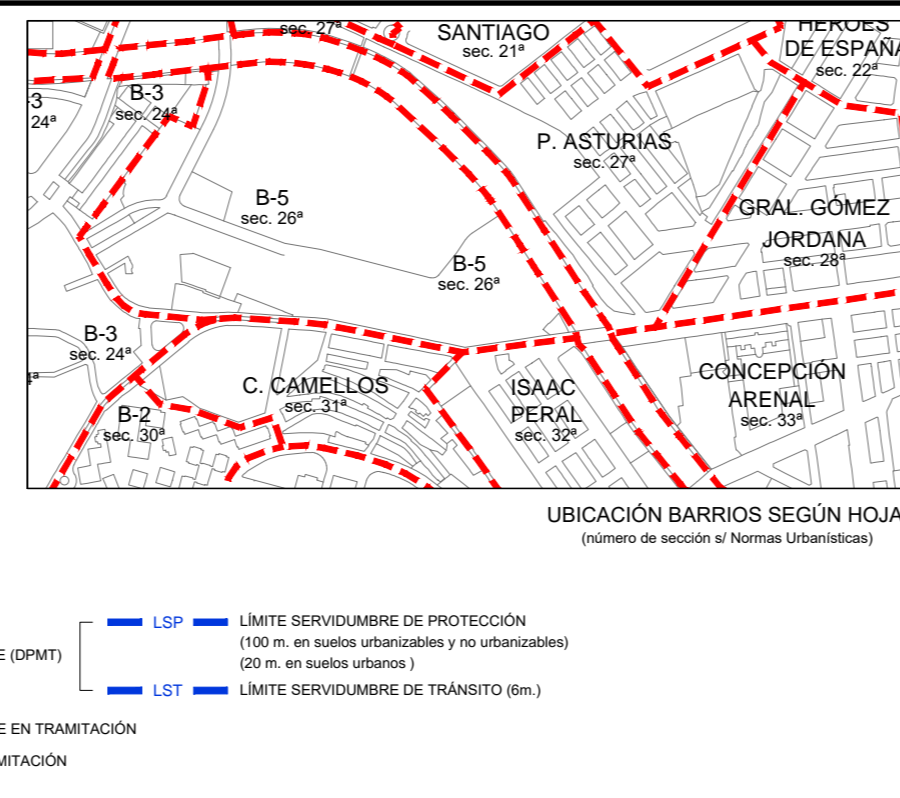 sec. 27ª
SANTIAGO
sec. 21ª
HEROES
DE ESPAÑA
sec. 22ª
B-3
sec. 24ª
-3
24ª
P. ASTURIAS
sec. 27ª
B-5
sec. 26ª
GRAL. GÓMEZ
JORDANA
sec. 28ª
B-5
sec. 26ª
B-3
sec. 24ª
C. CAMELLOS
sec. 31ª
ISAAC
PERAL
sec. 32ª
CONCEPCIÓN
ARENAL
sec. 33ª
B-2
sec. 30ª
UBICACIÓN BARRIOS SEGÚN HOJA
(número de sección s/ Normas Urbanísticas)
E (DPMT)
LSP
LÍMITE SERVIDUMBRE DE PROTECCIÓN
(100 m. en suelos urbanizables y no urbanizables)
(20 m. en suelos urbanos )
LST
LÍMITE SERVIDUMBRE DE TRÁNSITO (6m.)
E EN TRAMITACIÓN
MITACIÓN